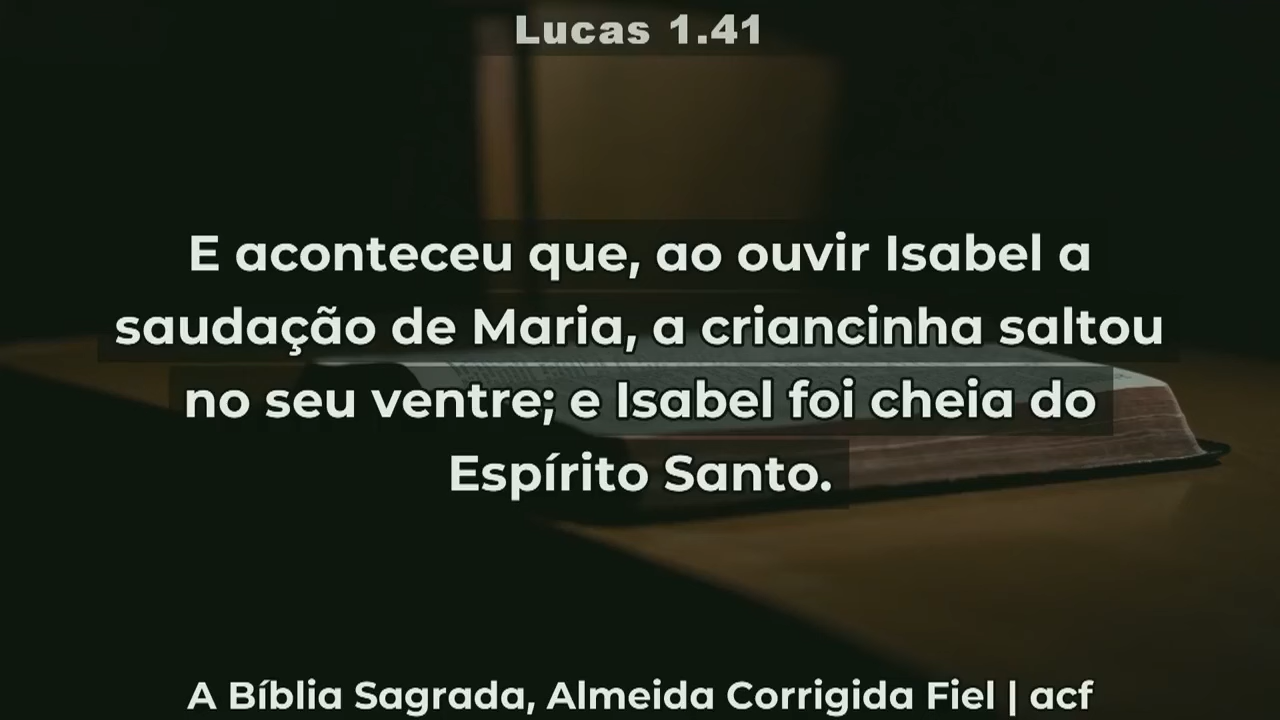 Lucas 1.41
E aconteceu que, ao ouvir Isabel a
saudação de Maria, a criancinha saltou
no seu ventre; e Isabel foi cheia do
Espírito Santo.
A Bíblia Sagrada, Almeida Corrigida Fiel | acf